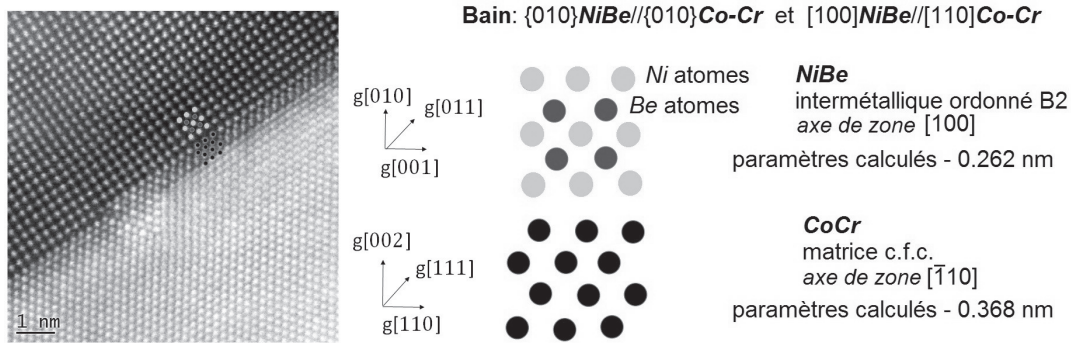 Bain: {010}NiBe//{010}Co-Cr et [100]NiBe//[110]Co-Cr
Ni atomes
Be atomes
NiBe
intermétallique ordonné B2
axe de zone [100]
paramètres calculés - 0.262 nm
g[010]
g[011]
g[001]
CoCr
matrice c.f.c.
axe de zone [1̅10]
paramètres calculés - 0.368 nm
g[002]
g[111]
g[110]
1 nm